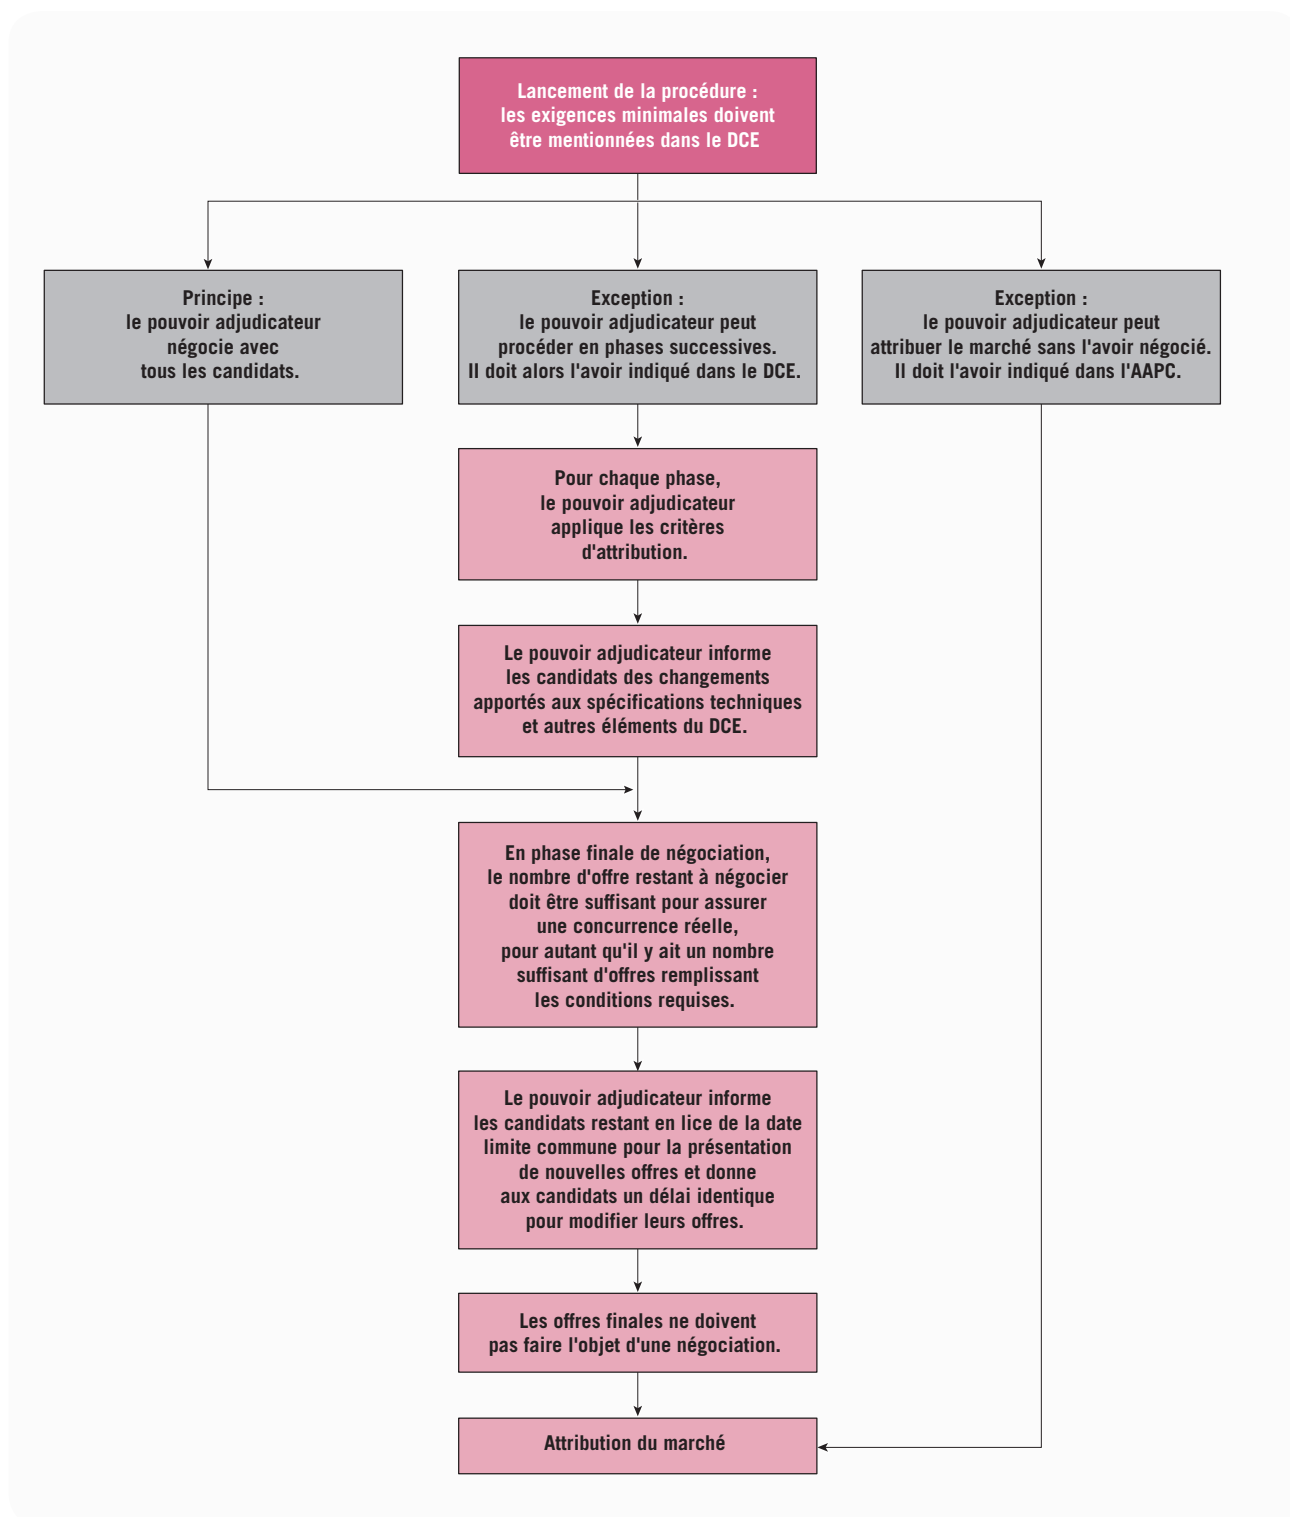 Lancement de la procédure :
les exigences minimales doivent
être mentionnées dans le DCE
Principe :
le pouvoir adjudicateur
négocie avec
tous les candidats.
Exception :
le pouvoir adjudicateur peut
procéder en phases successives.
Il doit alors l'avoir indiqué dans le DCE.
Exception :
le pouvoir adjudicateur peut
attribuer le marché sans l'avoir négocié.
Il doit l'avoir indiqué dans l'AAPC.
Pour chaque phase,
le pouvoir adjudicateur
applique les critères
d'attribution.
Le pouvoir adjudicateur informe
les candidats des changements
apportés aux spécifications techniques
et autres éléments du DCE.
En phase finale de négociation,
le nombre d'offre restant à négocier
doit être suffisant pour assurer
une concurrence réelle,
pour autant qu'il y ait un nombre
suffisant d'offres remplissant
les conditions requises.
Le pouvoir adjudicateur informe
les candidats restant en lice de la date
limite commune pour la présentation
de nouvelles offres et donne
aux candidats un délai identique
pour modifier leurs offres.
Les offres finales ne doivent
pas faire l'objet d'une négociation.
Attribution du marché